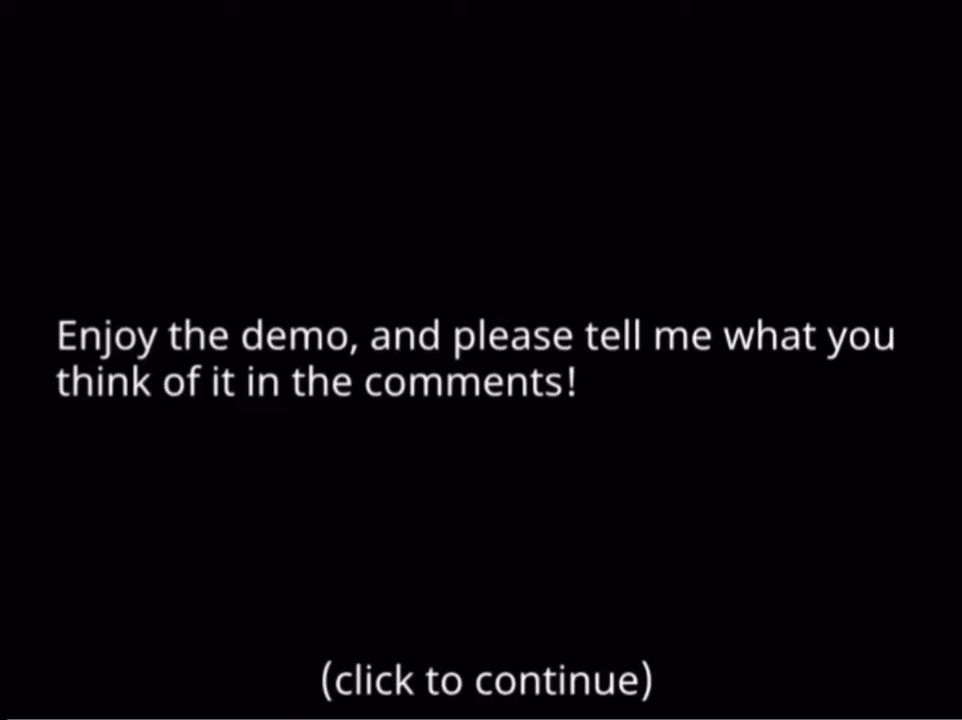 Enjoy the demo, and please tell me what you
think of it in the comments!
(click to continue)